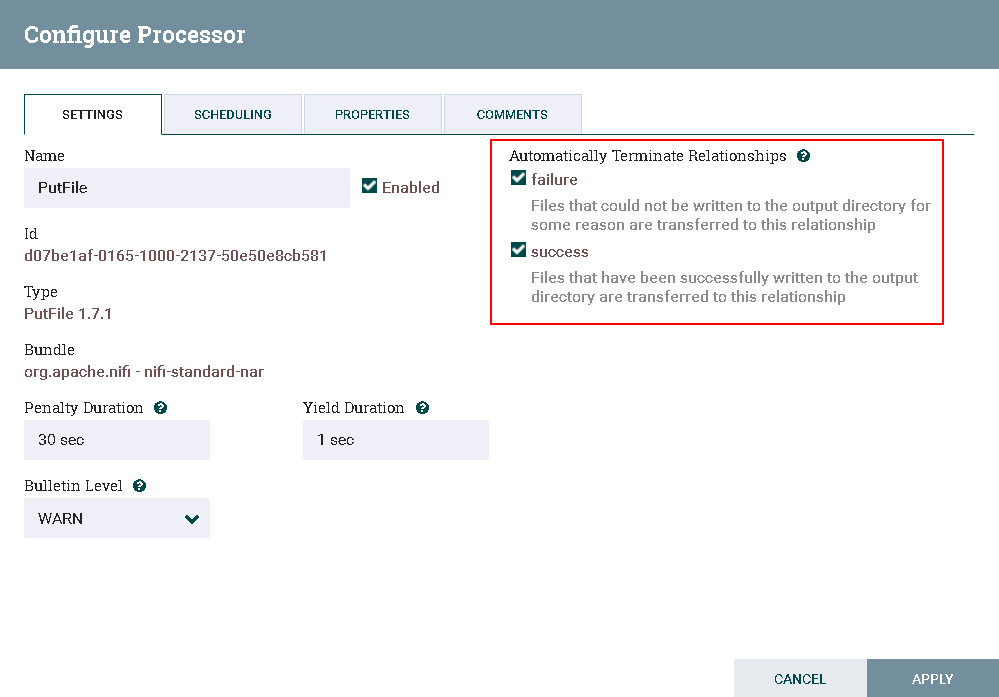 Configure Processor
SETTINGS
SCHEDULING
PROPERTIES
COMMENTS
Name
PutFile
Enabled
Id
d07be1af-0165-1000-2137-50e50e8cb581
Type
PutFile 1.7.1
Bundle
org.apache.nifi - nifi-standard-nar
Penalty Duration ?
Yield Duration ?
30 sec
1 sec
Bulletin Level ?
WARN
Automatically Terminate Relationships ?
failure
Files that could not be written to the output directory for
some reason are transferred to this relationship
success
Files that have been successfully written to the output
directory are transferred to this relationship
CANCEL
APPLY